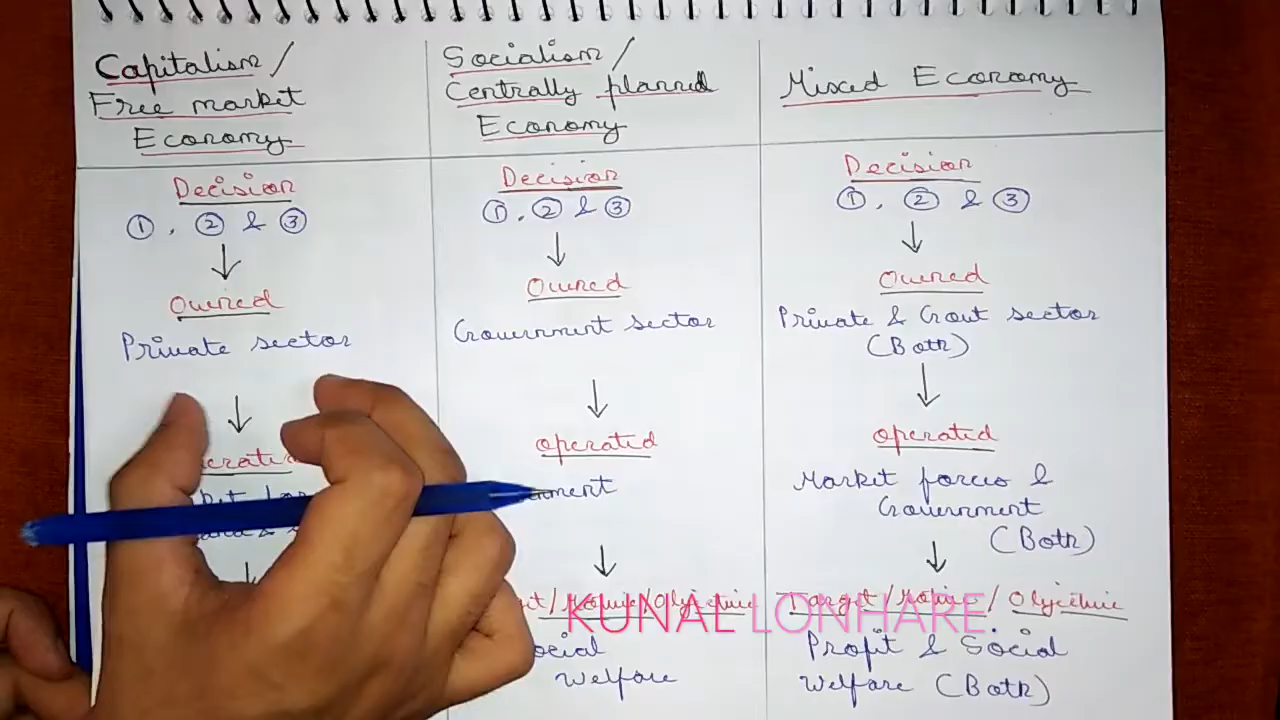 Capitalism /
Free market
Economy
Decision
①, ② & ③
Owned
Private sector
Socialism /
Centrally planned
Economy
Decision
①, ② & ③
Owned
Government sector
Operated
Social
Welfare
Mixed Economy
Decision
①, ② & ③
Owned
Private & Govt sector
(Both)
Operated
Market forces &
Government
(Both)
Target / / Objective
Profit & Social
Welfare (Both)
KUNAL LONHARE.